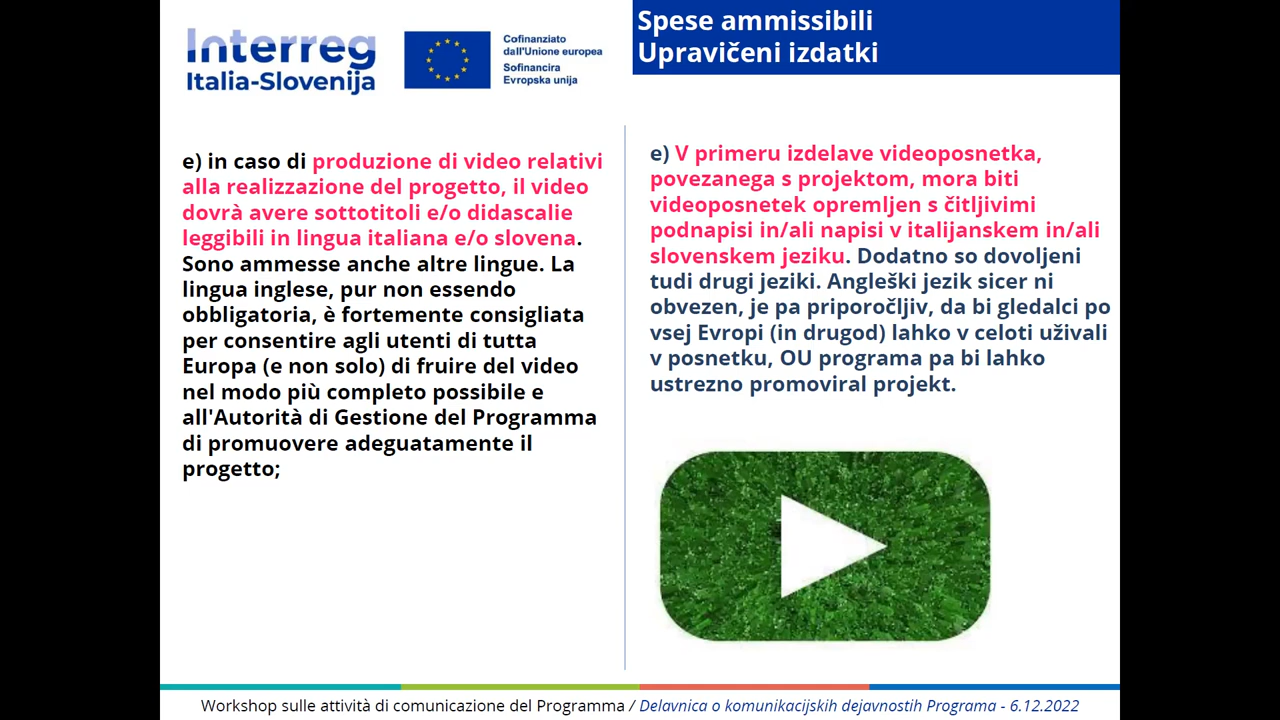 Interreg
Italia-Slovenija
Cofinanziato
dall'Unione europea
Sofinancira
Evropska unija
Spese ammissibili
Upravičeni izdatki
e) in caso di produzione di video relativi
alla realizzazione del progetto, il video
dovrà avere sottotitoli e/o didascalie
leggibili in lingua italiana e/o slovena.
Sono ammesse anche altre lingue. La
lingua inglese, pur non essendo
obbligatoria, è fortemente consigliata
per consentire agli utenti di tutta
Europa (e non solo) di fruire del video
nel modo più completo possibile e
all'Autorità di Gestione del Programma
di promuovere adeguatamente il
progetto;
e) V primeru izdelave videoposnetka,
povezanega s projektom, mora biti
videoposnetek opremljen s čitljivimi
podnapisi in/ali napisi v italijanskem in/ali
slovenskem jeziku. Dodatno so dovoljeni
tudi drugi jeziki. Angleški jezik sicer ni
obvezen, je pa priporočljiv, da bi gledalci po
vsej Evropi (in drugod) lahko v celoti uživali
v posnetku, OU programa pa bi lahko
ustrezno promoviral projekt.
Workshop sulle attività di comunicazione del Programma / Delavnica o komunikacijskih dejavnostih Programa - 6.12.2022